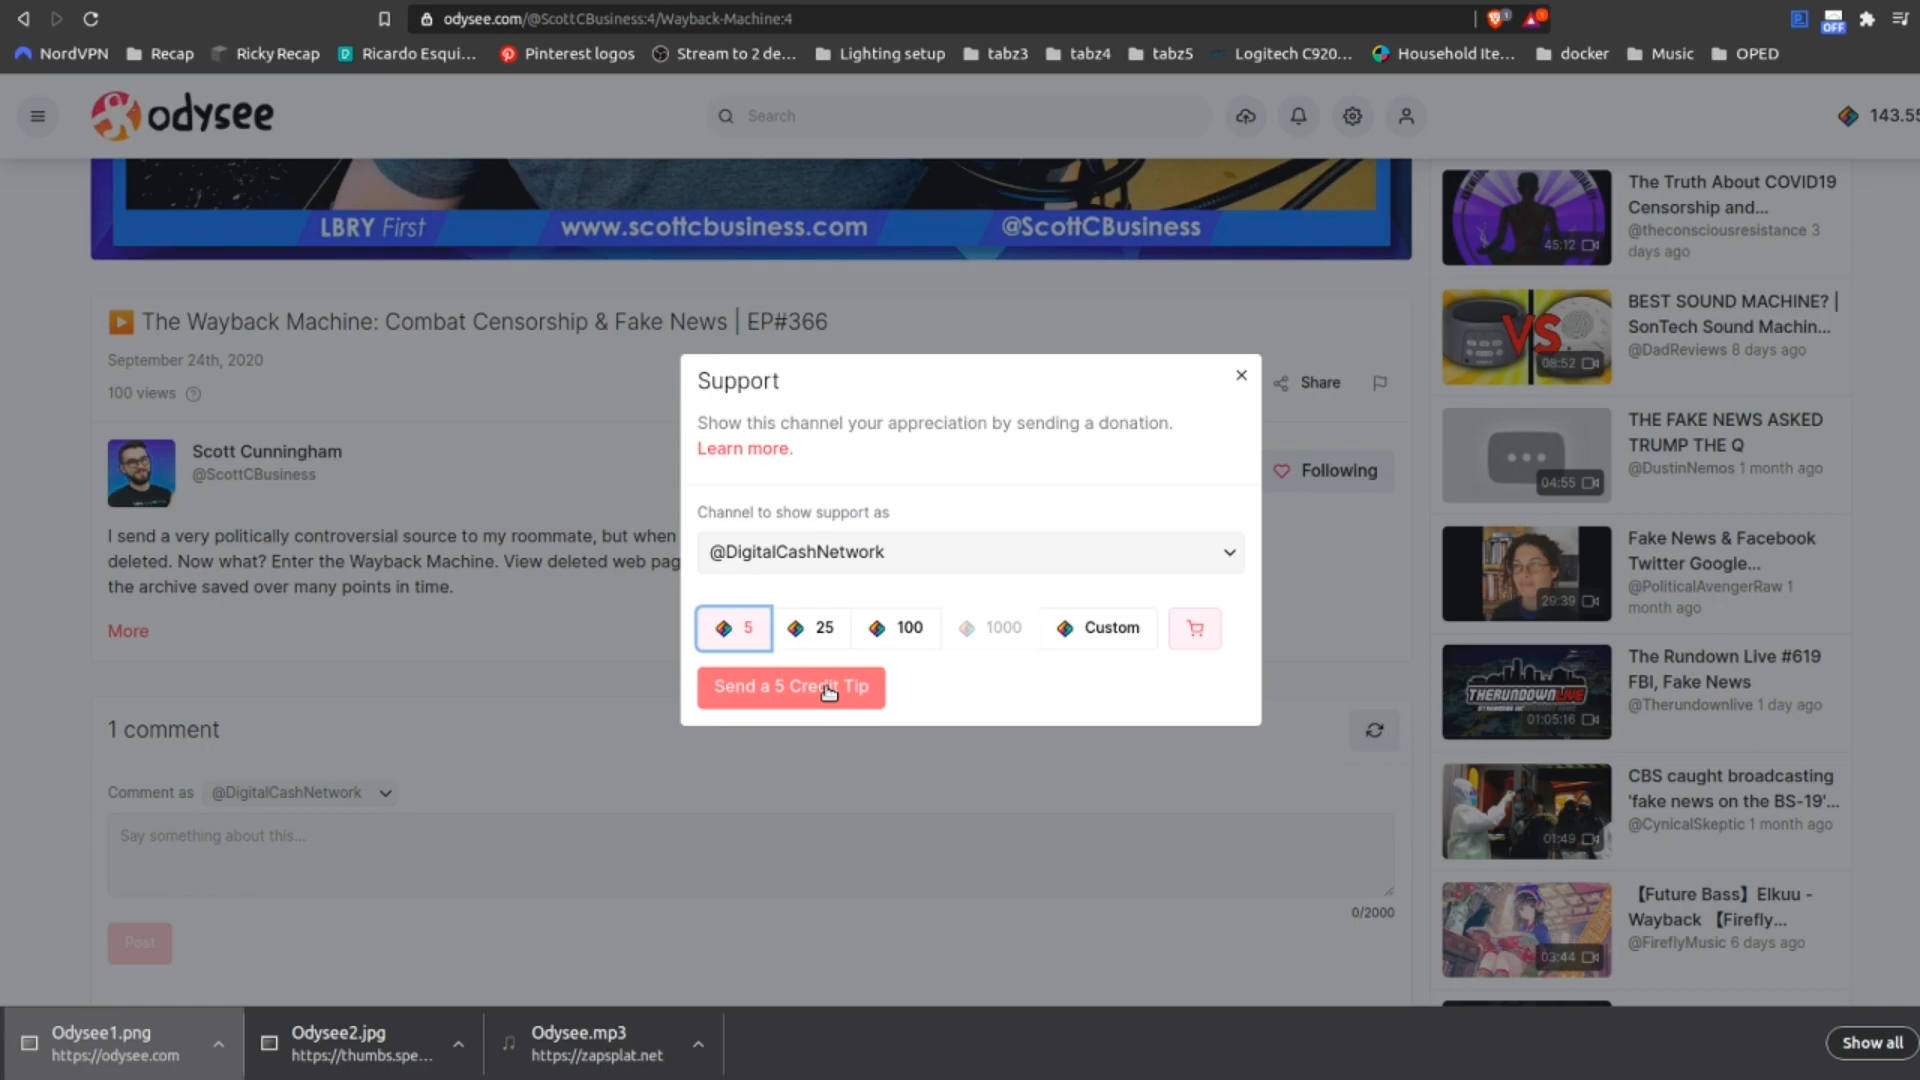 odysee.com/@ScottCBusiness:4/Wayback-Machine:4
OFF
NordVPN
Recap
Ricky Recap
Ricardo Esqui...
Pinterest logos
Stream to 2 de...
Lighting setup
tabz3
tabz4
tabz5
Logitech C920...
Household Ite...
docker
Music
OPED
odysee
Search
143.55
LBRY First
www.scottcbusiness.com
@ScottCBusiness
The Wayback Machine: Combat Censorship & Fake News | EP#366
September 24th, 2020
100 views
Share
Scott Cunningham
@ScottCBusiness
Following
I send a very politically controversial source to my roommate, but when
deleted. Now what? Enter the Wayback Machine. View deleted web pag
the archive saved over many points in time.
More
Support
Show this channel your appreciation by sending a donation.
Learn more.
Channel to show support as
@DigitalCashNetwork
5
25
100
1000
Custom
Send a 5 Credit Tip
1 comment
Comment as
@DigitalCashNetwork
Say something about this...
0/2000
Post
45:12
The Truth About COVID19
Censorship and...
@theconsciousresistance 3
days ago
VS
08:52
BEST SOUND MACHINE? |
SonTech Sound Machin...
@DadReviews 8 days ago
04:55
THE FAKE NEWS ASKED
TRUMP THE Q
@DustinNemos 1 month ago
29:39
Fake News & Facebook
Twitter Google...
@PoliticalAvengerRaw 1
month ago
THERUNDOWNLIVE
01:05:16
The Rundown Live #619
FBI, Fake News
@Therundownlive 1 day ago
01:49
CBS caught broadcasting
'fake news on the BS-19'...
@CynicalSkeptic 1 month ago
03:44
【Future Bass】Elkuu -
Wayback 【Firefly...
@FireflyMusic 6 days ago
Odysee1.png
https://odysee.com
Odysee2.jpg
https://thumbs.spe...
Odysee.mp3
https://zapsplat.net
Show all